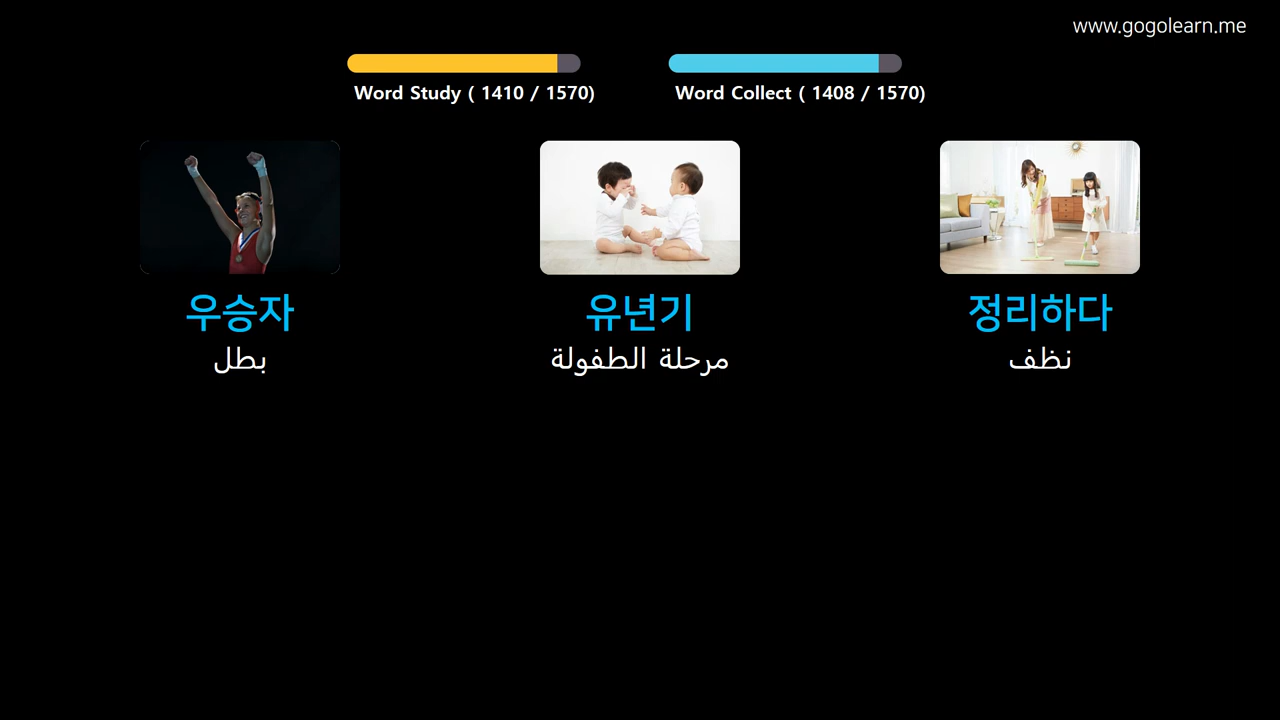 www.gogolearn.me
Word Study ( 1410 / 1570)
Word Collect ( 1408 / 1570)
우승자
유년기
정리하다
بطل
مرحلة الطفولة
نظف